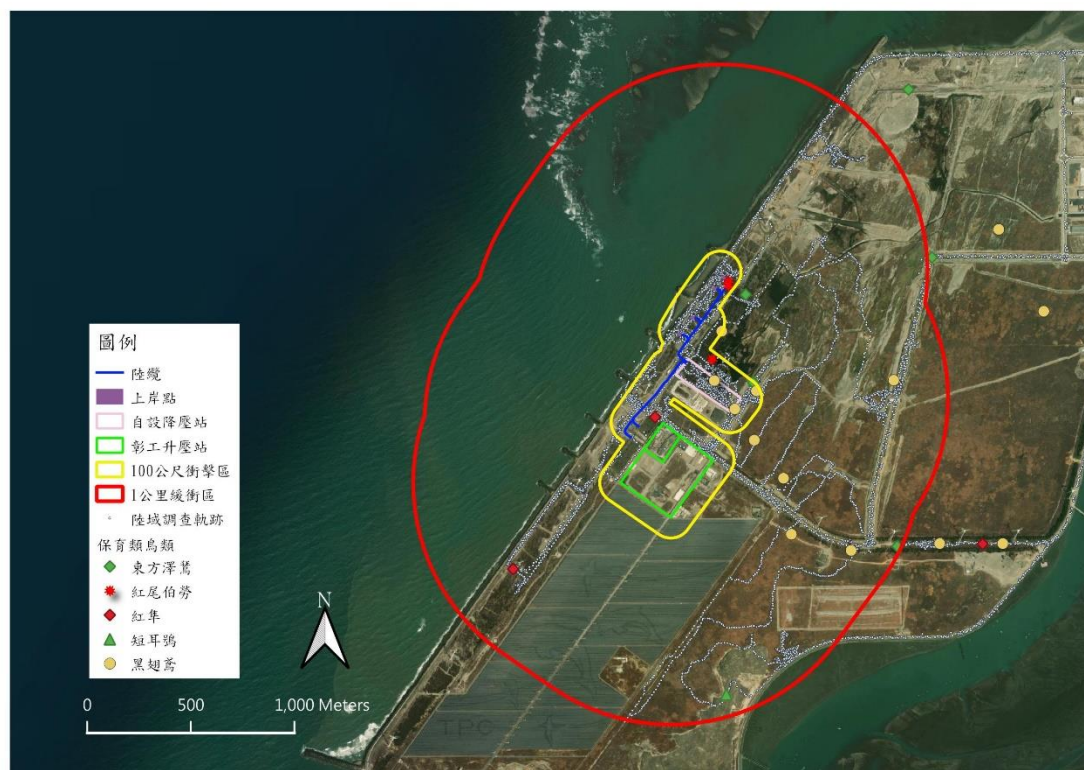 圖例
陸纜
上岸點
自設降壓站
彰工升壓站
100公尺衝擊區
1公里緩衝區
陸域調查軌跡
保育類鳥類
東方澤鵟
紅尾伯勞
紅隼
短耳鴞
黑翅鳶
N
0 500 1,000 Meters
TPC